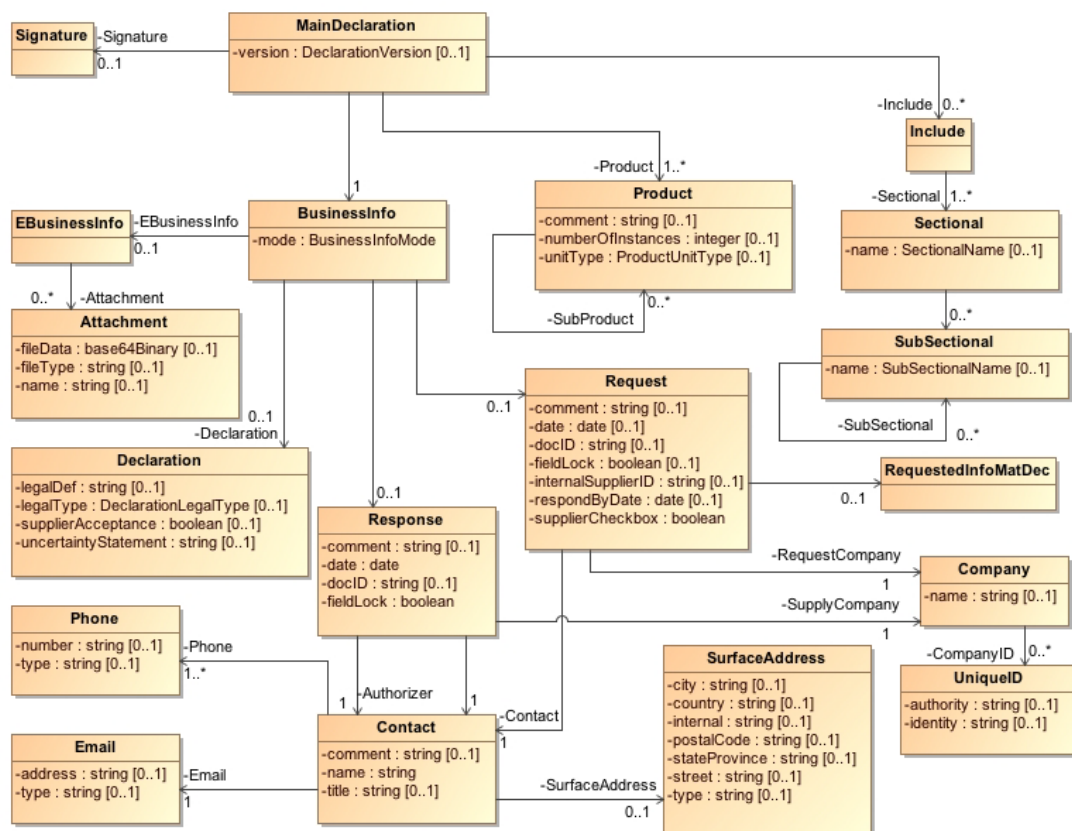 MainDeclaration
-version : DeclarationVersion [0..1]
Signature
-Signature
0..1
-Include
0..*
Include
-Product
1..*
1
-Sectional
1..*
Product
-comment : string [0..1]
-numberOfInstances : integer [0..1]
-unitType : ProductUnitType [0..1]
-SubProduct
0..*
BusinessInfo
-mode : BusinessInfoMode
EBusinessInfo
-EBusinessInfo
0..1
Sectional
-name : SectionalName [0..1]
0..*
0..*
-Attachment
Attachment
-fileData : base64Binary [0..1]
-fileType : string [0..1]
-name : string [0..1]
SubSectional
-name : SubSectionalName [0..1]
-SubSectional
0..*
0..1
Request
-comment : string [0..1]
-date : date [0..1]
-docID : string [0..1]
-fieldLock : boolean [0..1]
-internalSupplierID : string [0..1]
-respondByDate : date [0..1]
-supplierCheckbox : boolean
0..1
-Declaration
Declaration
-legalDef : string [0..1]
-legalType : DeclarationLegalType [0..1]
-supplierAcceptance : boolean [0..1]
-uncertaintyStatement : string [0..1]
RequestedInfoMatDec
0..1
0..1
Response
-comment : string [0..1]
-date : date
-docID : string [0..1]
-fieldLock : boolean
-RequestCompany
1
Company
-name : string [0..1]
-SupplyCompany
1
Phone
-number : string [0..1]
-type : string [0..1]
-Phone
1..*
-CompanyID
0..*
SurfaceAddress
-city : string [0..1]
-country : string [0..1]
-internal : string [0..1]
-postalCode : string [0..1]
-stateProvince : string [0..1]
-street : string [0..1]
-type : string [0..1]
UniqueID
-authority : string [0..1]
-identity : string [0..1]
-Authorizer
1
1
-Contact
1
Contact
-comment : string [0..1]
-name : string
-title : string [0..1]
Email
-address : string [0..1]
-type : string [0..1]
-Email
1
-SurfaceAddress
0..1